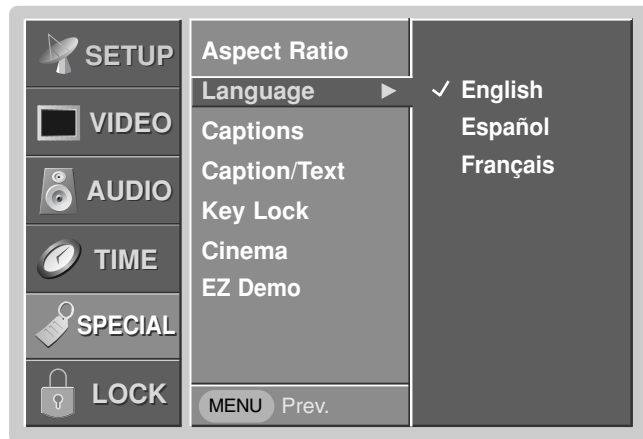 SETUP
VIDEO
AUDIO
TIME
SPECIAL
LOCK
Aspect Ratio
Language ►
Captions
Caption/Text
Key Lock
Cinema
EZ Demo
MENU Prev.
✓ English
Español
Français